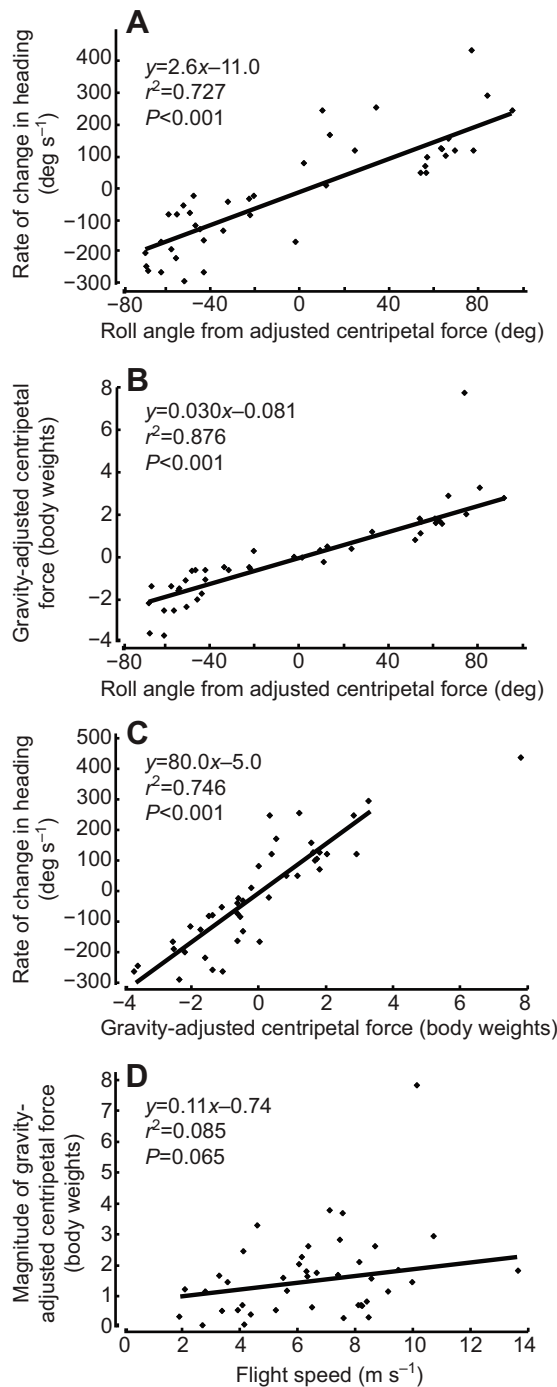 A
y=2.6x–11.0
r²=0.727
P<0.001
Rate of change in heading
(deg s⁻¹)
400
300
200
100
0
−100
−200
−300
−80
−40
0
40
80
Roll angle from adjusted centripetal force (deg)
B
y=0.030x–0.081
r²=0.876
P<0.001
Gravity-adjusted centripetal
force (body weights)
8
6
4
2
0
−2
−4
−80
−40
0
40
80
Roll angle from adjusted centripetal force (deg)
C
y=80.0x–5.0
r²=0.746
P<0.001
Rate of change in heading
(deg s⁻¹)
500
400
300
200
100
0
−100
−200
−300
−4
−2
0
2
4
6
8
Gravity-adjusted centripetal force (body weights)
D
y=0.11x–0.74
r²=0.085
P=0.065
Magnitude of gravity-
adjusted centripetal force
(body weights)
8
7
6
5
4
3
2
1
0
0
2
4
6
8
10
12
14
Flight speed (m s⁻¹)